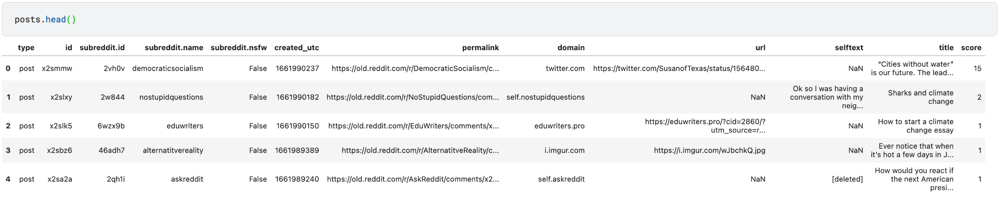 posts.head()
type id subreddit.id subreddit.name subreddit.nsfw created_utc permalink domain url selftext title score
0 post x2smmw 2vh0v democraticsocialism False 1661990237 https://old.reddit.com/r/DemocraticSocialism/c... twitter.com https://twitter.com/SusanofTexas/status/156480... NaN “Cities without water” is our future. The lead... 15
1 post x2slxy 2w844 nostupidquestions False 1661990182 https://old.reddit.com/r/NoStupidQuestions/com... self.nostupidquestions NaN Ok so I was having a conversation with my neig... Sharks and climate change 2
2 post x2slk5 6wzx9b eduwriters False 1661990150 https://old.reddit.com/r/EduWriters/comments/x... eduwriters.pro https://eduwriters.pro/?cid=2860/?utm_source=r... NaN How to start a climate change essay 1
3 post x2sbz6 46adh7 alternatitvereality False 1661989389 https://old.reddit.com/r/AlternatitveReality/c... i.imgur.com https://i.imgur.com/wJbchkQ.jpg NaN Ever notice that when it’s hot a few days in J... 1
4 post x2sa2a 2qh1i askreddit False 1661989240 https://old.reddit.com/r/AskReddit/comments/x2... self.askreddit NaN [deleted] How would you react if the next American presi... 1